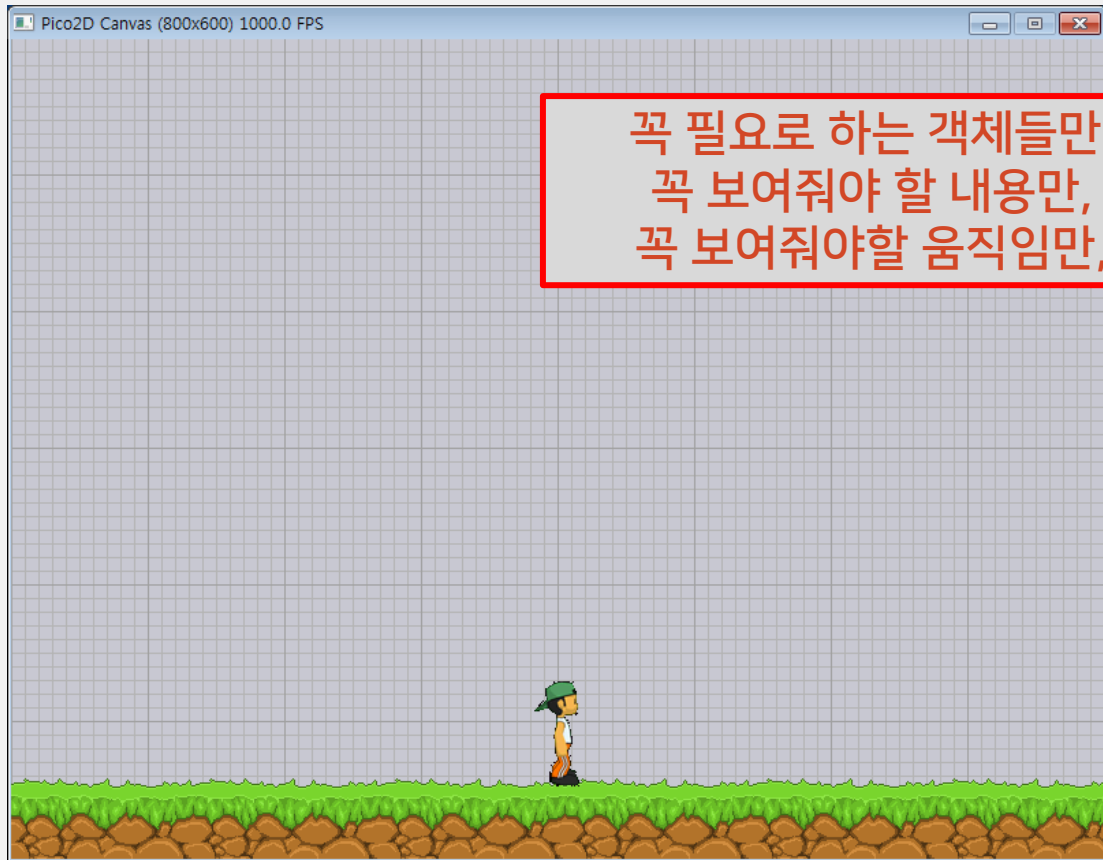 Pico2D Canvas (800x600) 1000.0 FPS
꼭 필요로 하는 객체들만
꼭 보여줘야 할 내용만,
꼭 보여줘야할 움직임만,